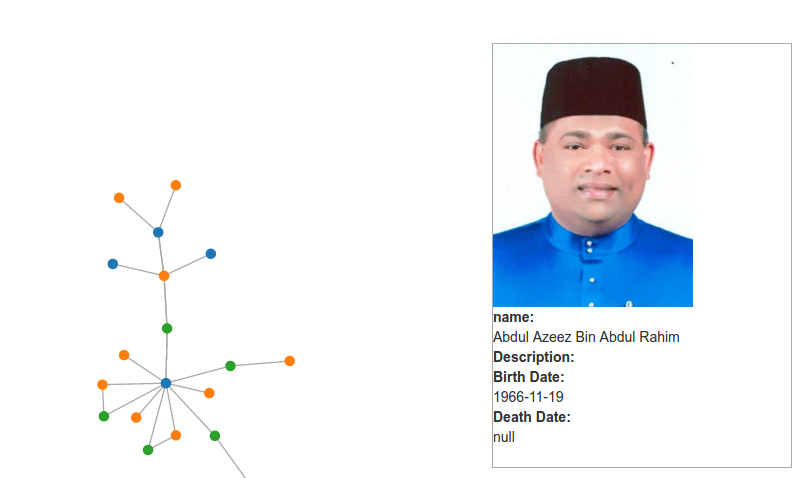 name:
Abdul Azeez Bin Abdul Rahim
Description:
Birth Date:
1966-11-19
Death Date:
null